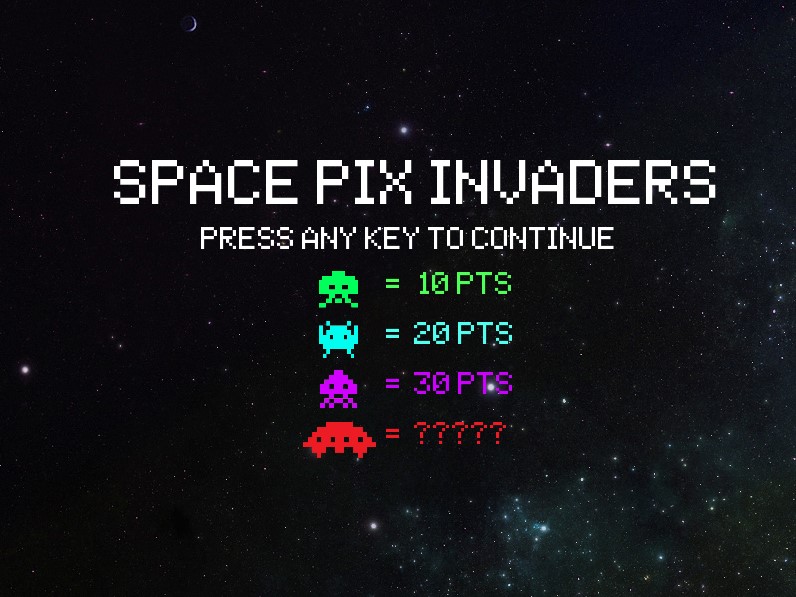 SPACE PIX INVADERS
PRESS ANY KEY TO CONTINUE
= 10 PTS
= 20 PTS
= 30 PTS
= ?????